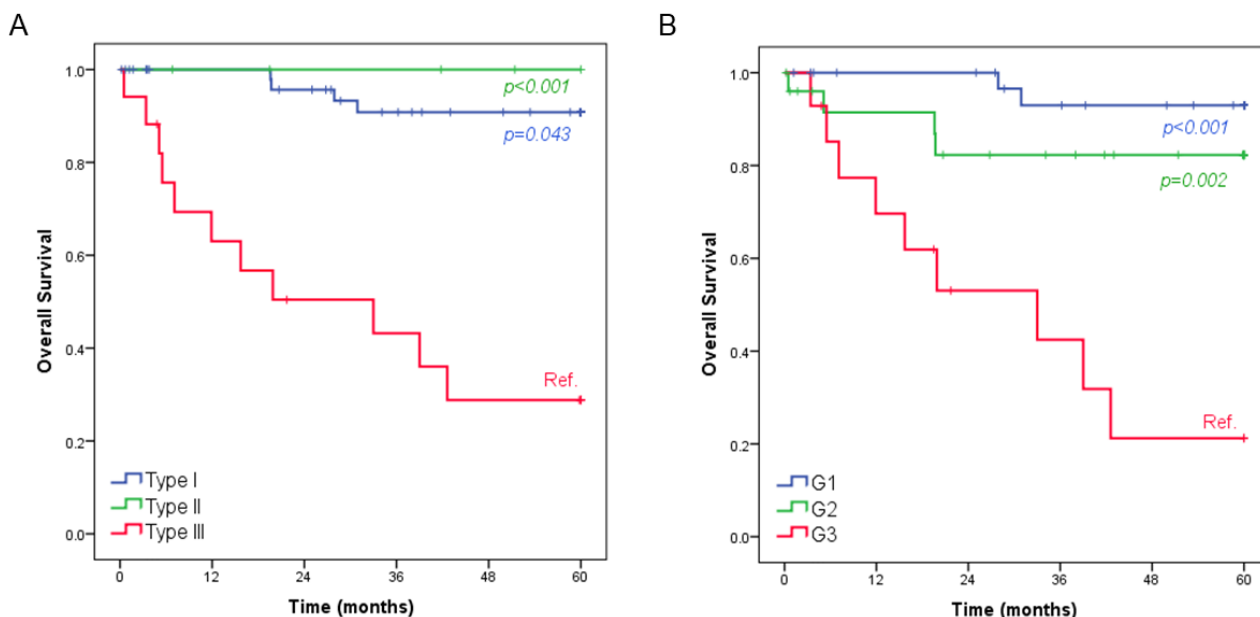 A
1.0
0.8
0.6
0.4
0.2
0.0
Overall Survival
p<0.001
p=0.043
Ref.
Type I
Type II
Type III
0 12 24 36 48 60
Time (months)
B
1.0
0.8
0.6
0.4
0.2
0.0
Overall Survival
p<0.001
p=0.002
Ref.
G1
G2
G3
0 12 24 36 48 60
Time (months)